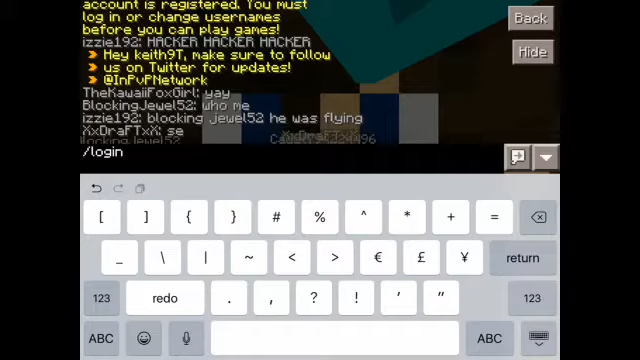 account is registered. You must
log in or change usernames
before you can play games!
izzie192: HACKER HACKER HACKER
Hey keith9T, make sure to follow
us on Twitter for updates!
@InPvPNetwork
TheKawaiiFoxGirl: yay
BlockingJewel52: who me
izzie192: blocking jewel52 he was flying
XxDraFTxX: se
/login
Back
Hide
[ ] { } # % ^ * + =
_ \ | ~ < > € £ ¥ return
123 redo . , ? ! ' " 123
ABC ABC